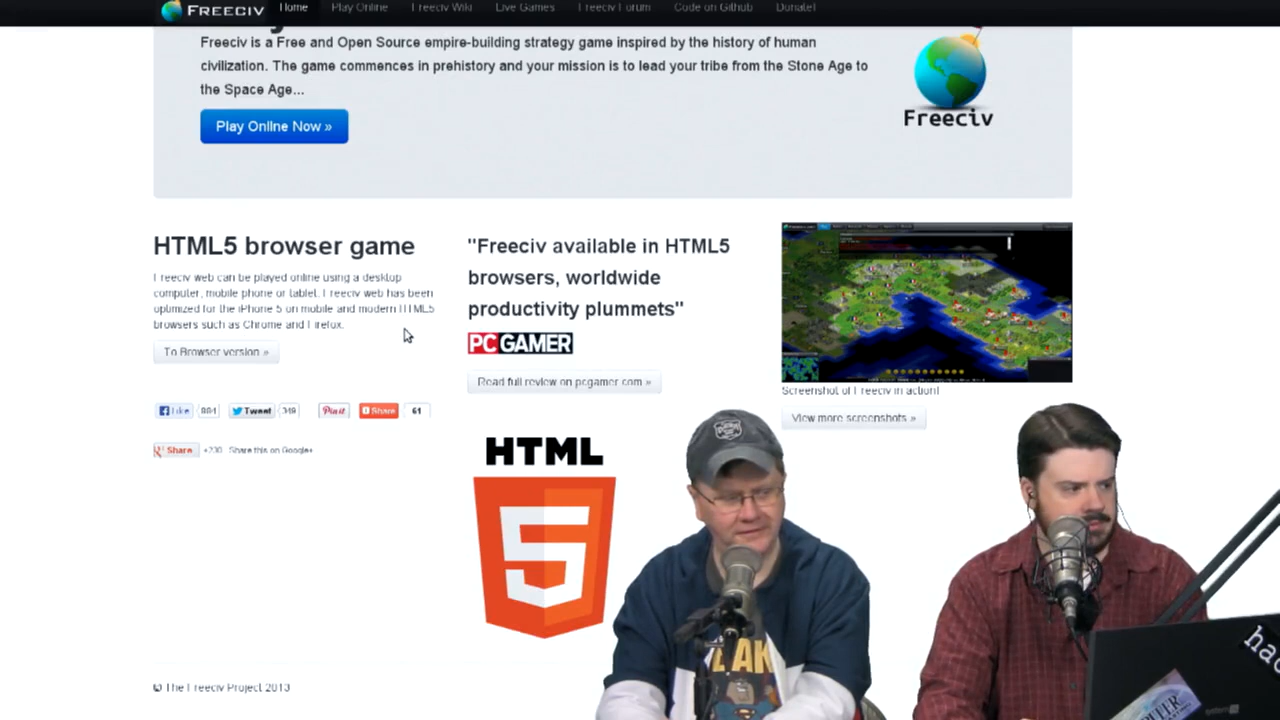 FREECIV Home Play Online Freeciv Wiki Live Games Freeciv Forum Code on Github Donate!
Freeciv is a Free and Open Source empire-building strategy game inspired by the history of human
civilization. The game commences in prehistory and your mission is to lead your tribe from the Stone Age to
the Space Age...
Play Online Now »
Freeciv
HTML5 browser game
Freeciv web can be played online using a desktop
computer, mobile phone or tablet. Freeciv web has been
optimized for the iPhone 5 on mobile and modern HTML5
browsers such as Chrome and Firefox.
To Browser version »
Like 884 Tweet 349 Pin it Share 61
Share +230 Share this on Google+
"Freeciv available in HTML5
browsers, worldwide
productivity plummets"
PC GAMER
Read full review on pcgamer.com »
HTML
5
Screenshot of Freeciv in action!
View more screenshots »
© The Freeciv Project 2013
hac